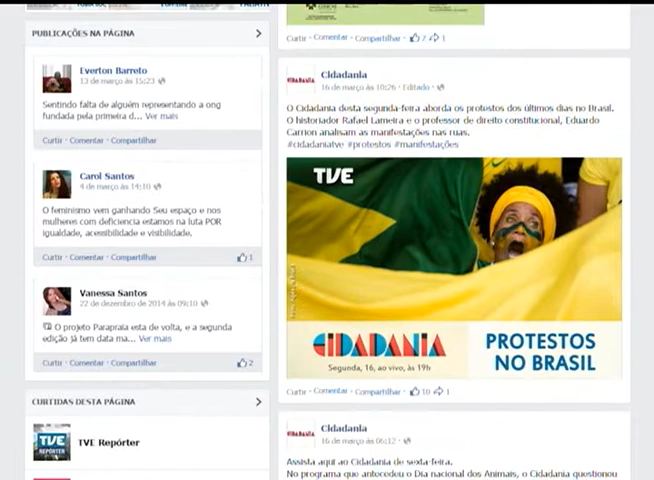 PUBLICAÇÕES NA PÁGINA
Everton Barreto
13 de março às 15:23
Sentindo falta de alguém representando a ong
fundada pela primeira d... Ver mais
Curtir · Comentar · Compartilhar
Carol Santos
4 de março às 14:10
O feminismo vem ganhando Seu espaço e nos
mulheres com deficiencia estamos na luta POR
igualdade, acessibilidade e visibilidade.
Curtir · Comentar · Compartilhar 1
Vanessa Santos
22 de dezembro de 2014 às 09:10
O projeto Paraprata esta de volta, e a segunda
edição já tem data ma... Ver mais
Curtir · Comentar · Compartilhar 2
CURTIDAS DESTA PÁGINA
TVE
REPÓRTER
TVE Repórter
Curtir · Comentar · Compartilhar · 7 1
CIDADANIA
Cidadania
16 de março às 10:26 · Editado ·
O Cidadania desta segunda-feira aborda os protestos dos últimos dias no Brasil.
O historiador Rafael Lameira e o professor de direito constitucional, Eduardo
Carrion analisam as manifestações nas ruas.
#cidadaniatve #protestos #manifestações
TVE
CIDADANIA
Segunda, 16, ao vivo, às 19h
PROTESTOS
NO BRASIL
Curtir · Comentar · Compartilhar · 10 1
CIDADANIA
Cidadania
16 de março às 06:12 ·
Assista aqui ao Cidadania de sexta-feira.
No programa que antecedeu o Dia nacional dos Animais, o Cidadania questionou